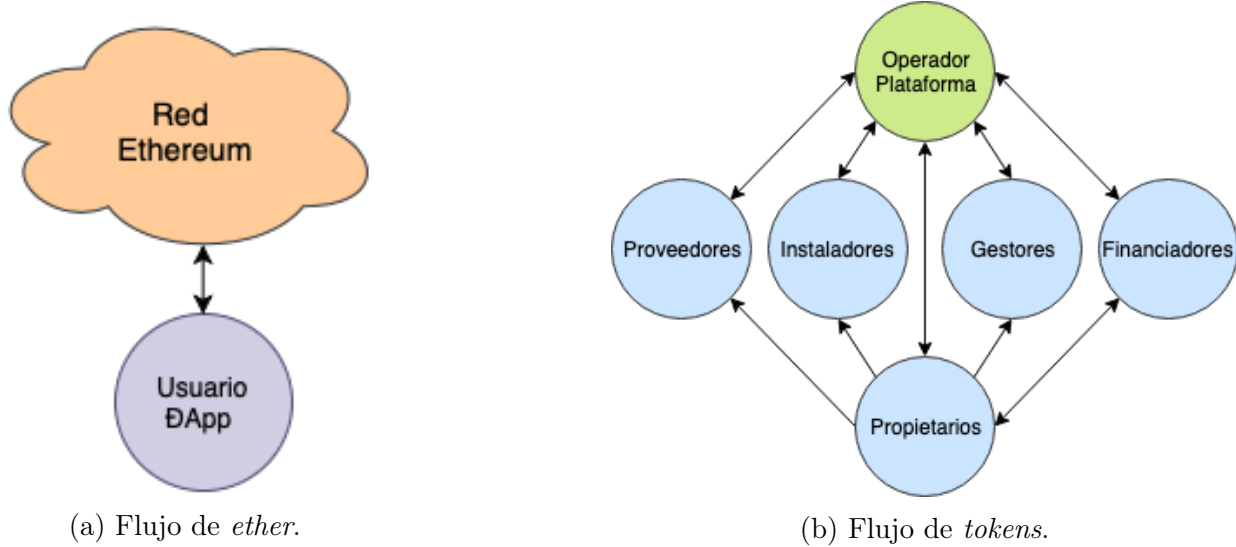 Red
Ethereum
Usuario
ĐApp
(a) Flujo de ether.
Operador
Plataforma
Proveedores
Instaladores
Gestores
Financiadores
Propietarios
(b) Flujo de tokens.